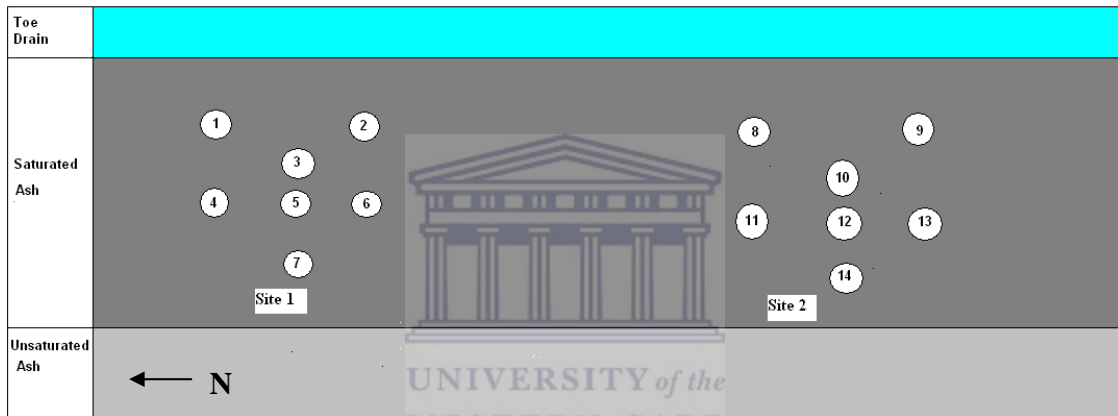 Toe
Drain
1
2
8
9
3
10
Saturated
Ash
4
5
6
11
12
13
7
14
Site 1
Site 2
Unsaturated
Ash
N
UNIVERSITY of the